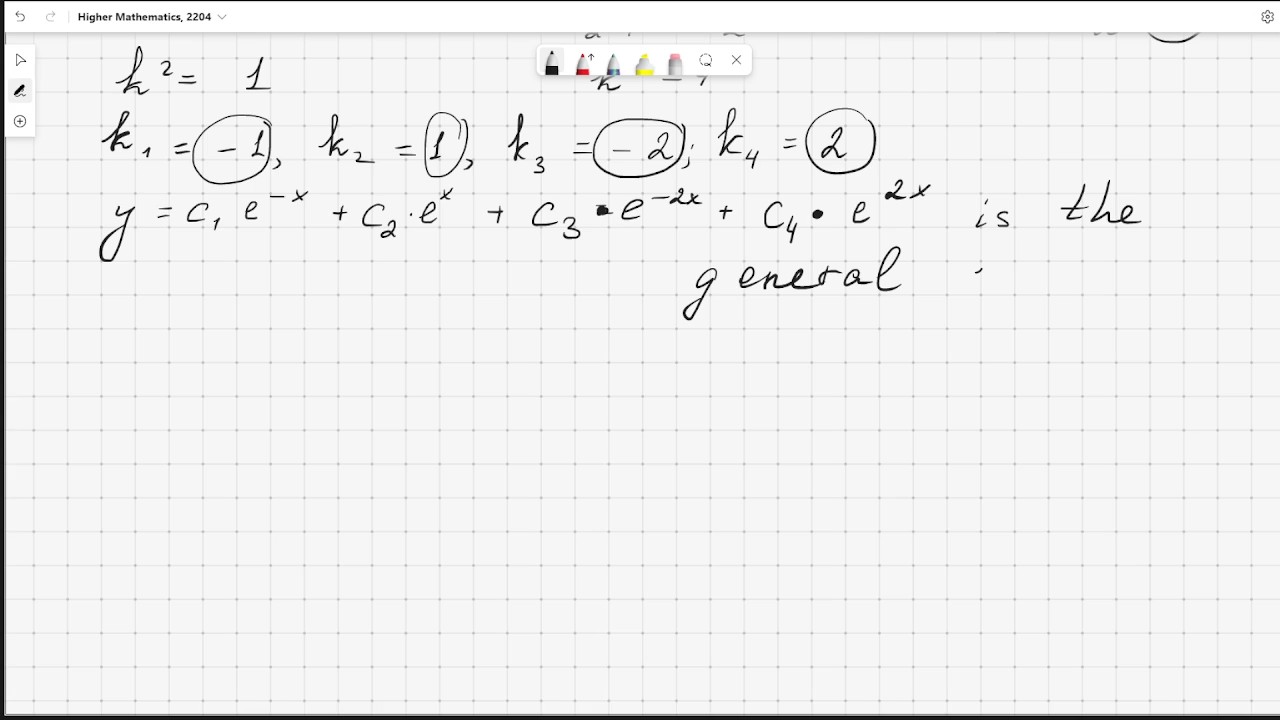 Higher Mathematics, 2204
k² = 1
k₁ = -1, k₂ = 1, k₃ = -2; k₄ = 2
y = c₁ e⁻ˣ + c₂·eˣ + c₃ • e⁻²ˣ + c₄ • e²ˣ is the
general